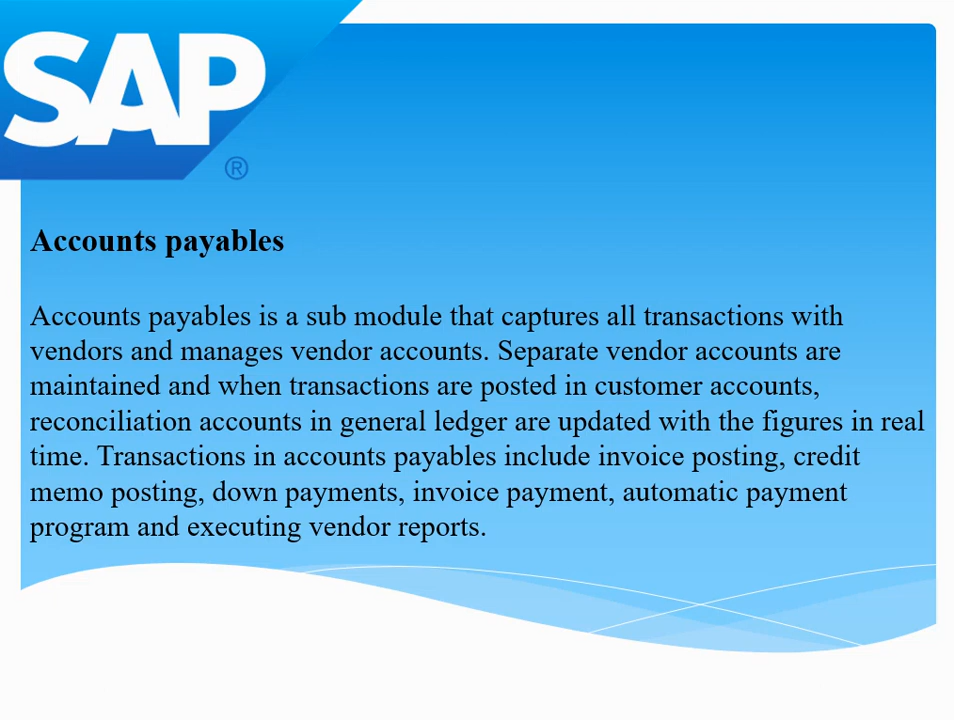 SAP
®
Accounts payables
Accounts payables is a sub module that captures all transactions with
vendors and manages vendor accounts. Separate vendor accounts are
maintained and when transactions are posted in customer accounts,
reconciliation accounts in general ledger are updated with the figures in real
time. Transactions in accounts payables include invoice posting, credit
memo posting, down payments, invoice payment, automatic payment
program and executing vendor reports.